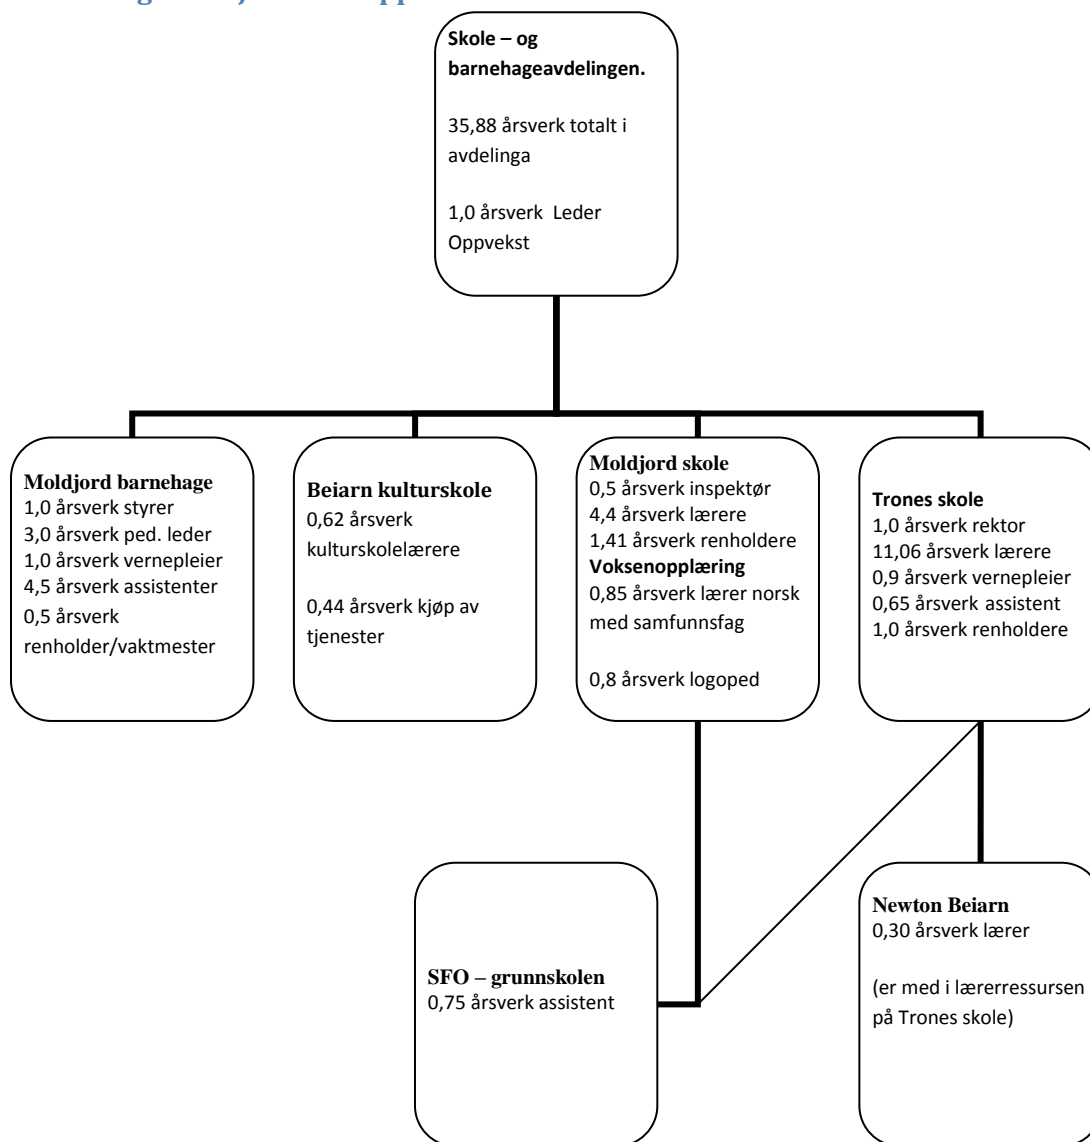 Skole – og
barnehageavdelingen.
35,88 årsverk totalt i
avdelinga
1,0 årsverk Leder
Oppvekst
Moldjord barnehage
1,0 årsverk styrer
3,0 årsverk ped. leder
1,0 årsverk vernepleier
4,5 årsverk assistenter
0,5 årsverk
renholder/vaktmester
Beiarn kulturskole
0,62 årsverk
kulturskolelærere
0,44 årsverk kjøp av
tjenester
Moldjord skole
0,5 årsverk inspektør
4,4 årsverk lærere
1,41 årsverk renholdere
Voksenopplæring
0,85 årsverk lærer norsk
med samfunnsfag
0,8 årsverk logoped
Trones skole
1,0 årsverk rektor
11,06 årsverk lærere
0,9 årsverk vernepleier
0,65 årsverk assistent
1,0 årsverk renholdere
SFO – grunnskolen
0,75 årsverk assistent
Newton Beiarn
0,30 årsverk lærer
(er med i lærerressursen
på Trones skole)